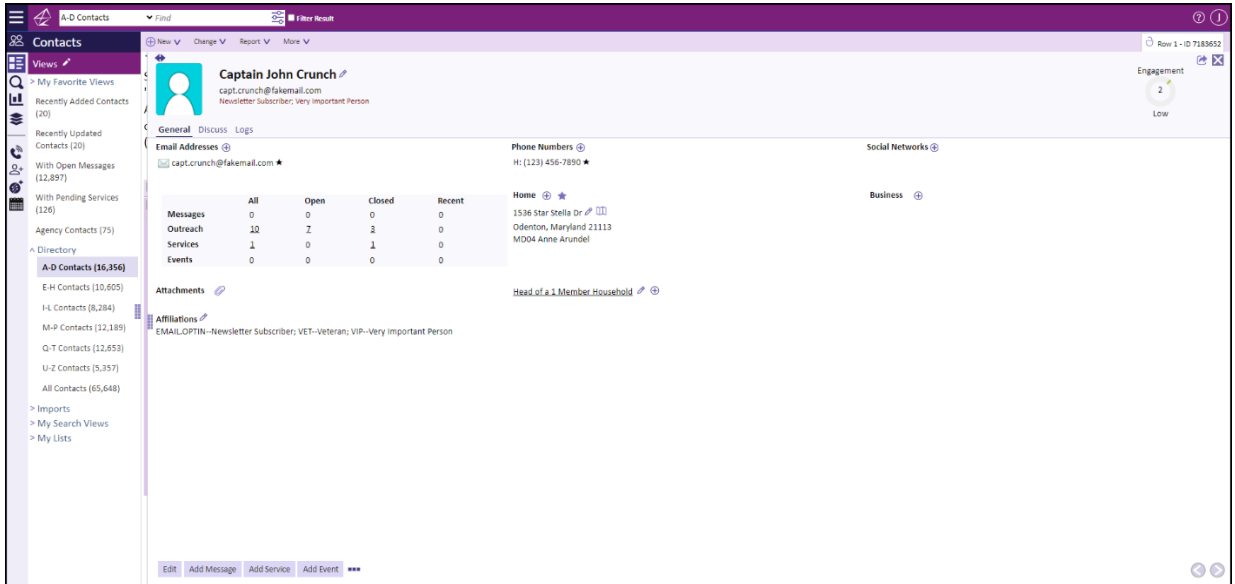 A-D Contacts
Find
Filter Result
J
Contacts
New
Change
Report
More
Row 1 - ID 7183652
Views
> My Favorite Views
Recently Added Contacts
(20)
Recently Updated
Contacts (20)
With Open Messages
(12,897)
With Pending Services
(126)
Agency Contacts (75)
Directory
A-D Contacts (16,356)
E-H Contacts (10,605)
I-L Contacts (8,284)
M-P Contacts (12,189)
Q-T Contacts (12,653)
U-Z Contacts (5,357)
All Contacts (65,648)
> Imports
> My Search Views
> My Lists
Captain John Crunch
capt.crunch@fakemail.com
Newsletter Subscriber; Very Important Person
Engagement
2
Low
General Discuss Logs
Email Addresses
capt.crunch@fakemail.com ★
Phone Numbers
H: (123) 456-7890 ★
Social Networks
All Open Closed Recent
Messages 0 0 0 0
Outreach 10 7 3 0
Services 1 0 1 0
Events 0 0 0 0
Home
1536 Star Stella Dr
Odenton, Maryland 21113
MD04 Anne Arundel
Business
Attachments
Head of a 1 Member Household
Affiliations
EMAIL.OPTIN--Newsletter Subscriber; VET--Veteran; VIP--Very Important Person
Edit Add Message Add Service Add Event